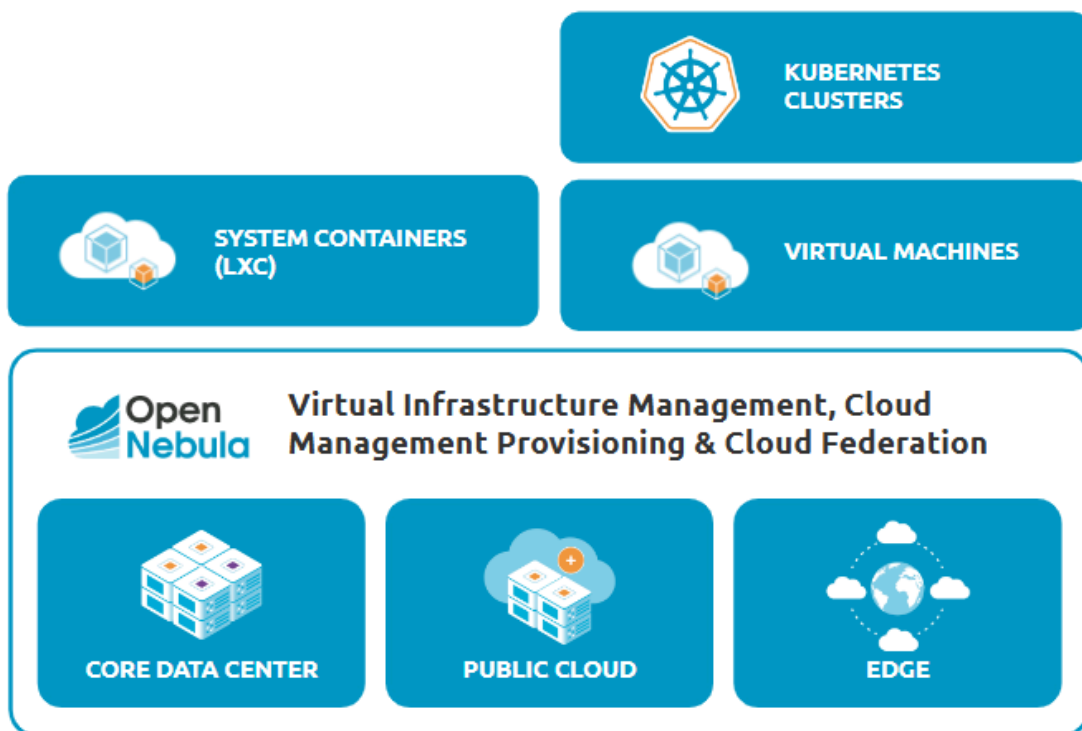 KUBERNETES
CLUSTERS
SYSTEM CONTAINERS
(LXC)
VIRTUAL MACHINES
Open
Nebula
Virtual Infrastructure Management, Cloud
Management Provisioning & Cloud Federation
CORE DATA CENTER
PUBLIC CLOUD
EDGE